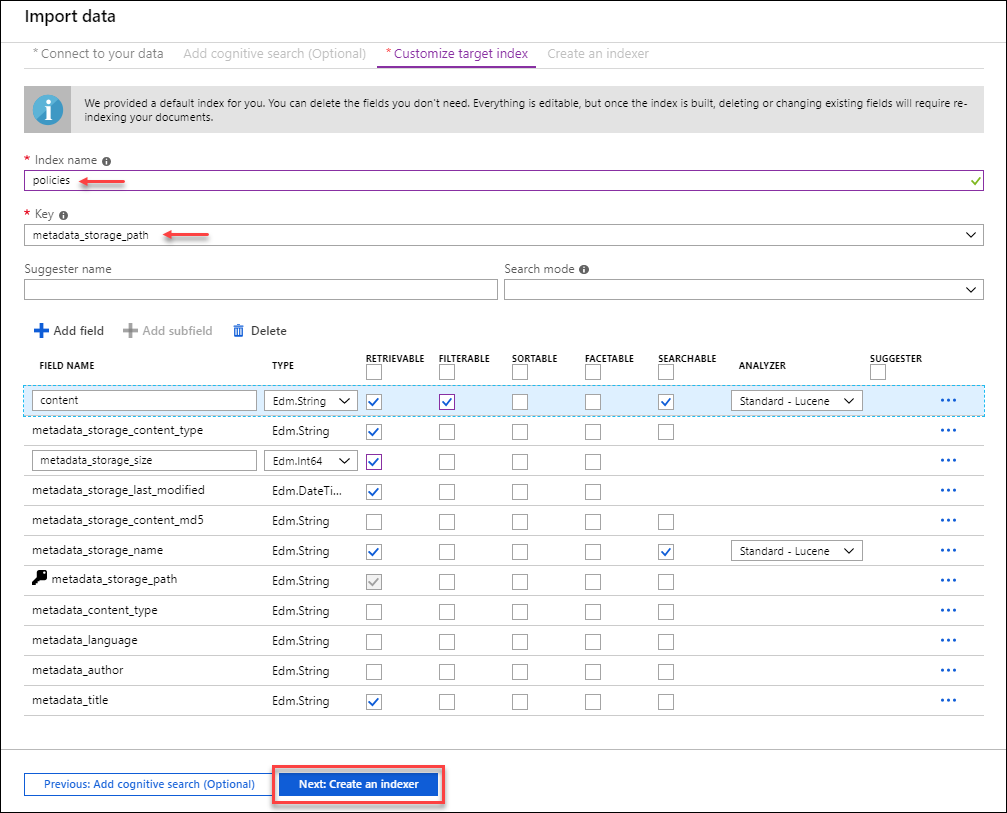 Import data
* Connect to your data Add cognitive search (Optional) * Customize target index Create an indexer
We provided a default index for you. You can delete the fields you don't need. Everything is editable, but once the index is built, deleting or changing existing fields will require re-
indexing your documents.
* Index name
policies
* Key
metadata_storage_path
Suggester name Search mode
Add field Add subfield Delete
FIELD NAME TYPE RETRIEVABLE FILTERABLE SORTABLE FACETABLE SEARCHABLE ANALYZER SUGGESTER
content Edm.String Standard - Lucene ...
metadata_storage_content_type Edm.String ...
metadata_storage_size Edm.Int64 ...
metadata_storage_last_modified Edm.DateTi... ...
metadata_storage_content_md5 Edm.String ...
metadata_storage_name Edm.String Standard - Lucene ...
metadata_storage_path Edm.String ...
metadata_content_type Edm.String ...
metadata_language Edm.String ...
metadata_author Edm.String ...
metadata_title Edm.String ...
Previous: Add cognitive search (Optional) Next: Create an indexer